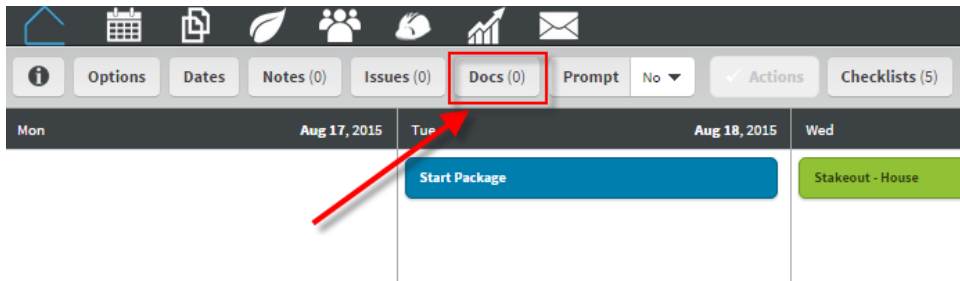 Options Dates Notes (0) Issues (0) Docs (0) Prompt No Actions Checklists (5)
Mon Aug 17, 2015 Tue Aug 18, 2015 Wed
Start Package Stakeout - House